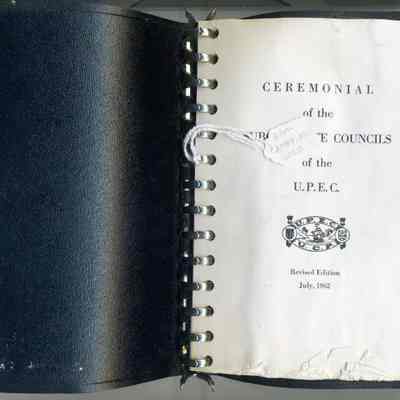 CEREMONIAL
of the
COUNCILS
of the
U.P.E.C.
U.P.E.C.
Revised Edition
July, 1962